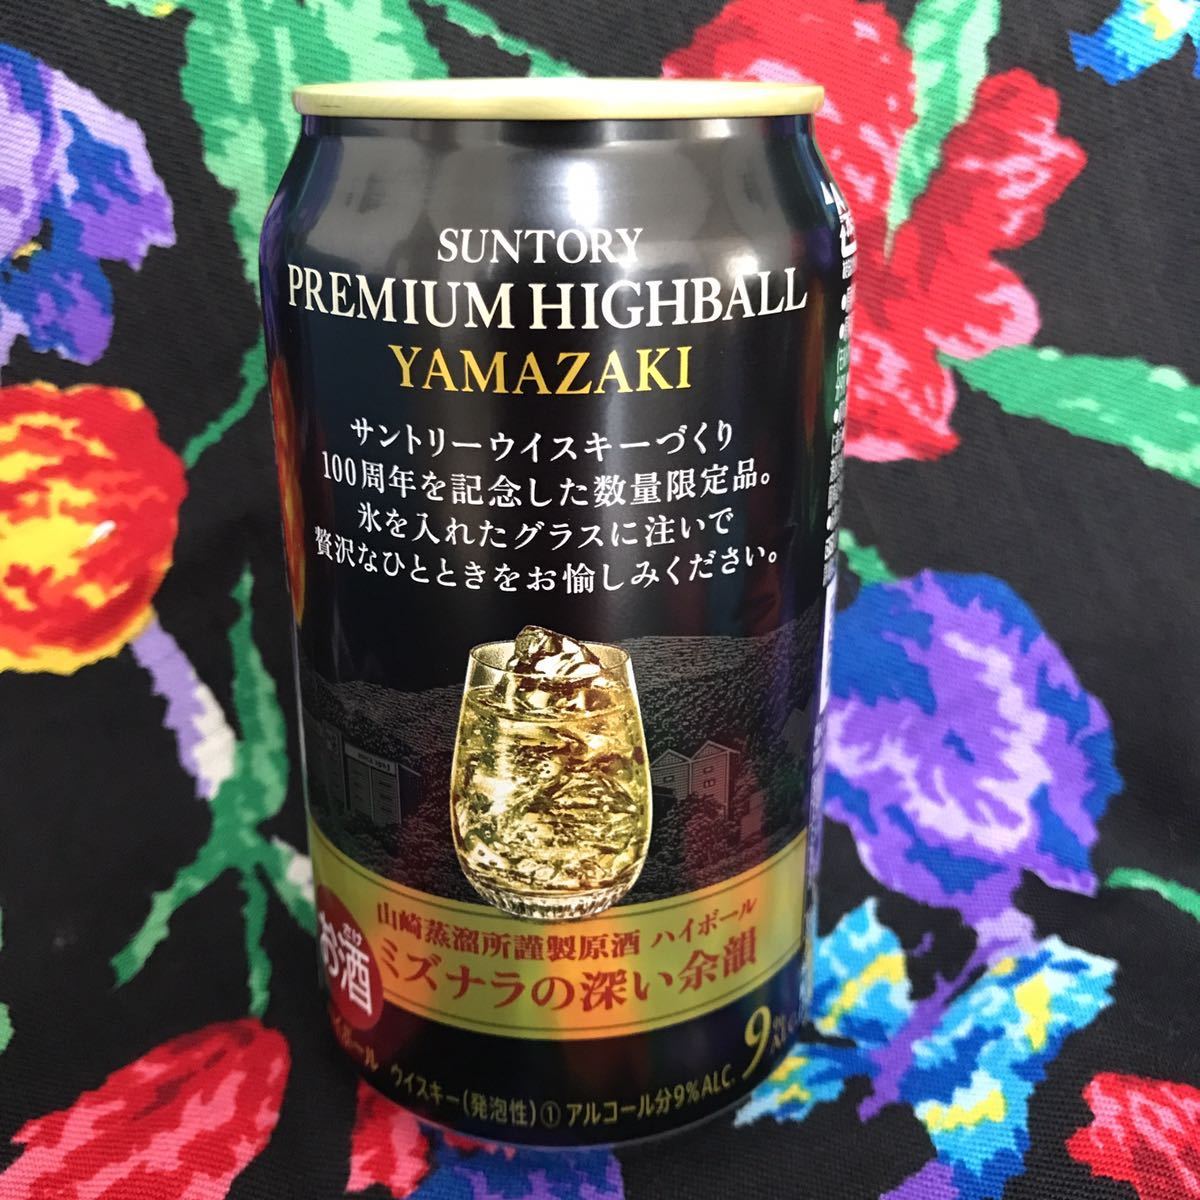 SUNTORY
PREMIUM HIGHBALL
YAMAZAKI
サントリーウイスキーづくり
100周年を記念した数量限定品。
氷を入れたグラスに注いで
贅沢なひとときをお愉しみください。
山崎蒸溜所謹製原酒 ハイボール
ミズナラの深い余韻
さけ
お酒
ウイスキー(発泡性)① アルコール分9%ALC.
9%